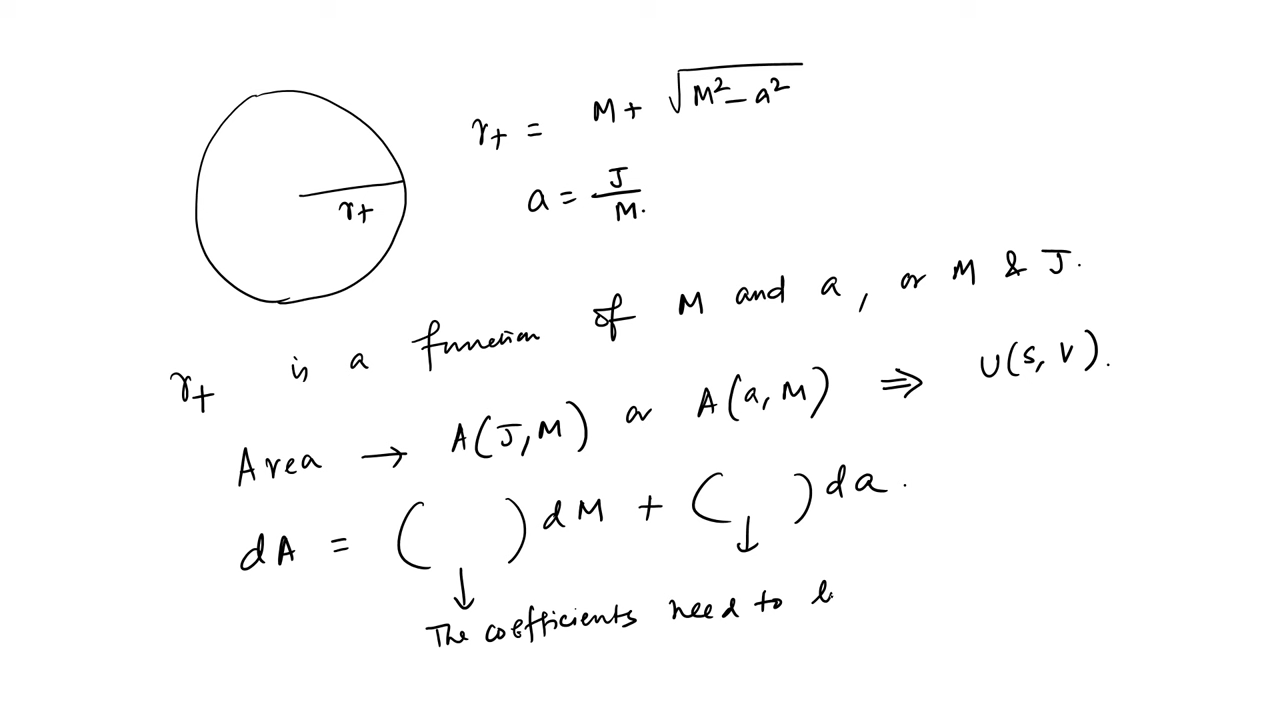 r₊ = M + √(M² - a²)
r₊
a = J/M.
r₊ is a function of M and a, or M & J.
Area → A(J, M) or A(a, M) ⇒ U(S, V).
dA = ( ) dM + ( ) da.
↓ ↓
The coefficients need to